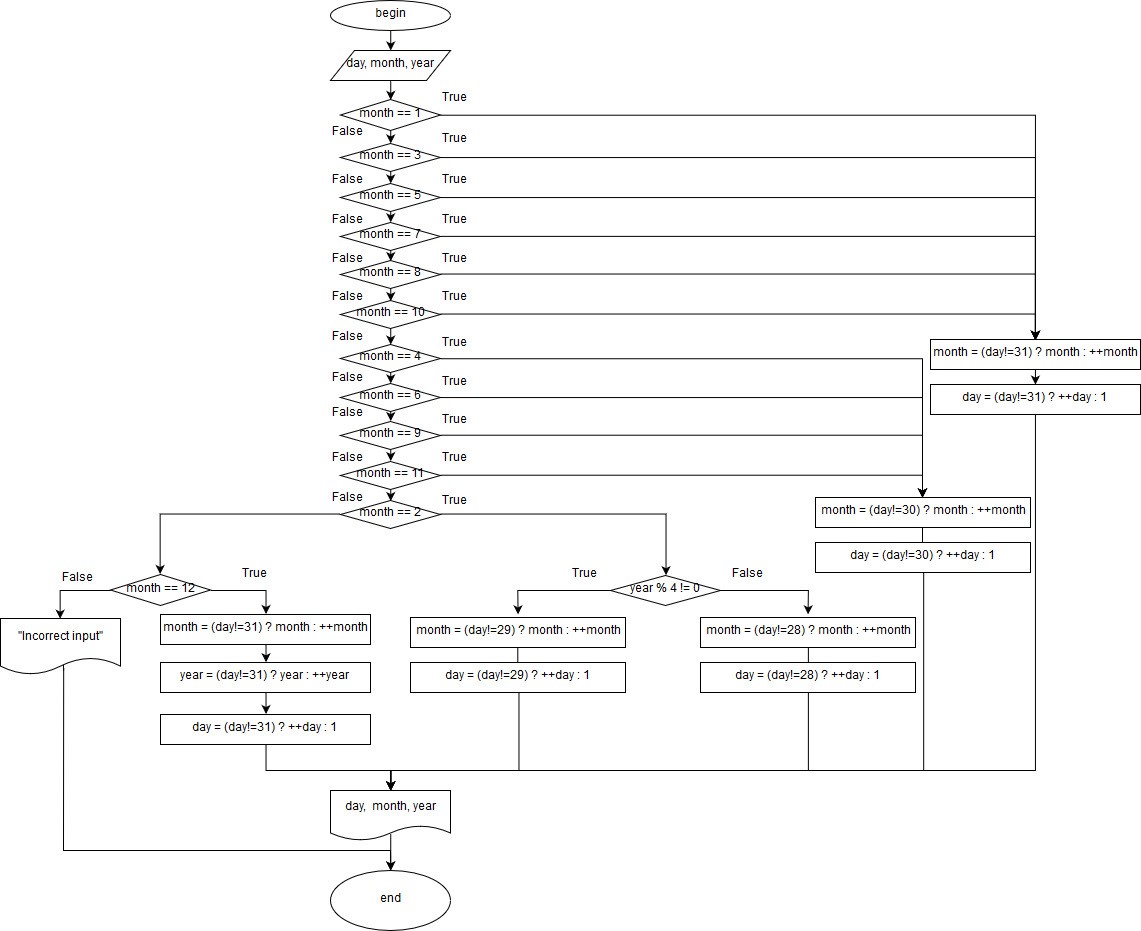 begin
day, month, year
True
month == 1
False
True
month == 3
False
True
month == 5
False
True
month == 7
False
True
month == 8
False
True
month == 10
False
True
month == 4
month = (day!=31) ? month : ++month
False
True
month == 6
day = (day!=31) ? ++day : 1
False
True
month == 9
False
True
month == 11
False
True
month == 2
month = (day!=30) ? month : ++month
day = (day!=30) ? ++day : 1
False
True
month == 12
True
False
year % 4 != 0
"Incorrect input"
month = (day!=31) ? month : ++month
month = (day!=29) ? month : ++month
month = (day!=28) ? month : ++month
year = (day!=31) ? year : ++year
day = (day!=29) ? ++day : 1
day = (day!=28) ? ++day : 1
day = (day!=31) ? ++day : 1
day,  month, year
end